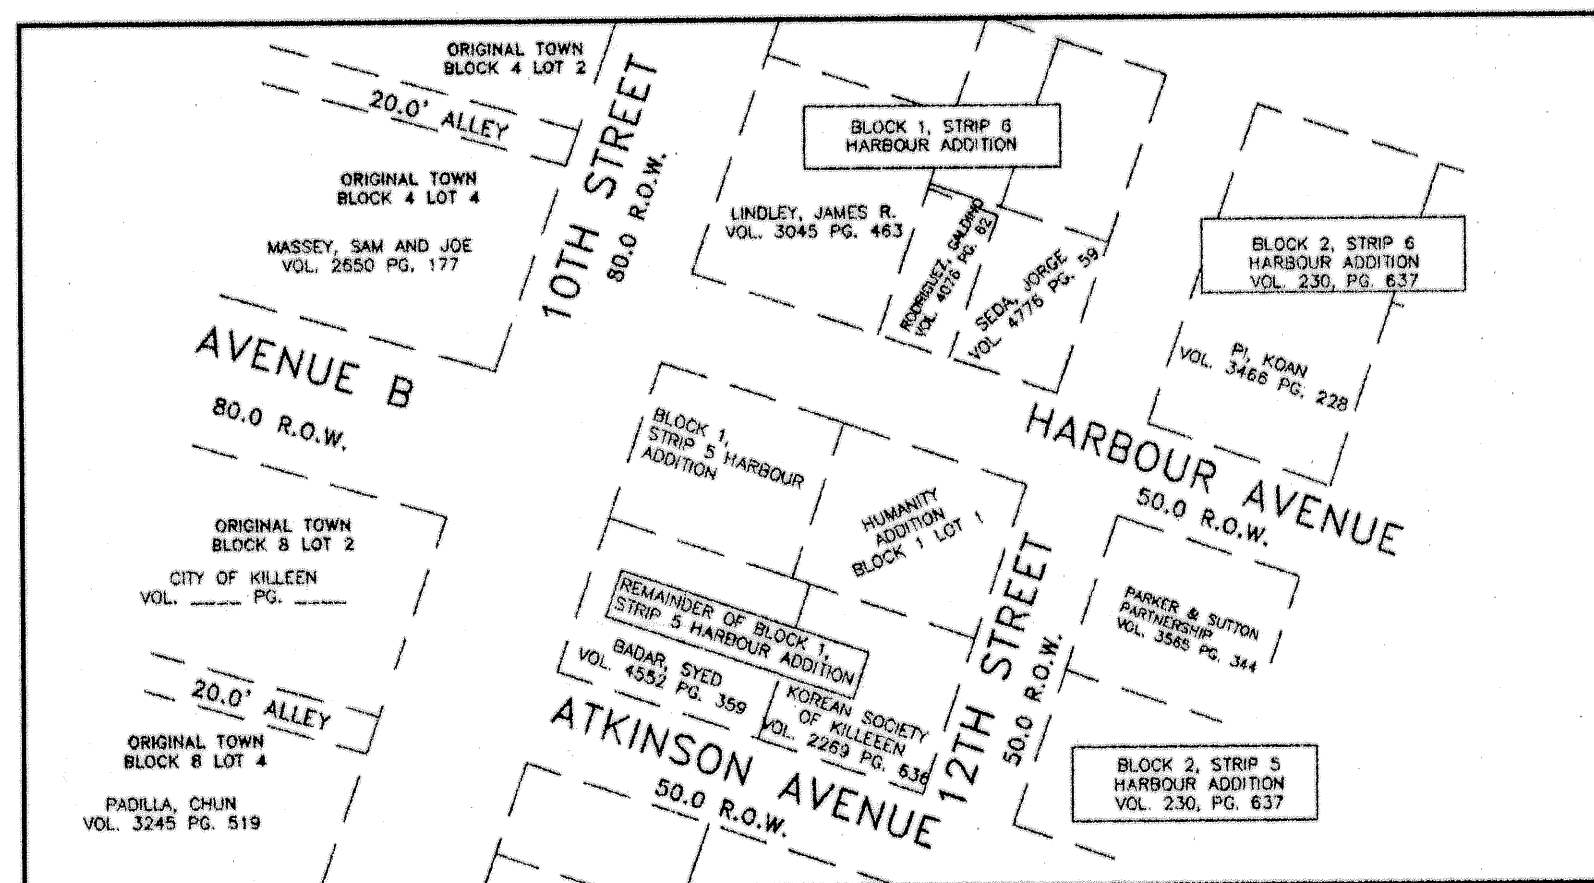 ORIGINAL TOWN
BLOCK 4 LOT 2
20.0' ALLEY
ORIGINAL TOWN
BLOCK 4 LOT 4
MASSEY, SAM AND JOE
VOL. 2650 PG. 177
10TH STREET
80.0 R.O.W.
BLOCK 1, STRIP 6
HARBOUR ADDITION
LINDLEY, JAMES R.
VOL. 3045 PG. 463
RODRIGUEZ, GALDINO
VOL. 4076 PG. 62
SEDA, JORGE
VOL. 4776 PG. 59
BLOCK 2, STRIP 6
HARBOUR ADDITION
VOL. 230, PG. 637
PI, KOAN
VOL. 3466 PG. 228
AVENUE B
80.0 R.O.W.
HARBOUR AVENUE
50.0 R.O.W.
BLOCK 1,
STRIP 5 HARBOUR
ADDITION
HUMANITY
ADDITION
BLOCK 1 LOT 1
ORIGINAL TOWN
BLOCK 8 LOT 2
CITY OF KILLEEN
VOL. ____ PG. ____
REMAINDER OF BLOCK 1,
STRIP 5 HARBOUR ADDITION
BADAR, SYED
VOL. 4552 PG. 359
KOREAN SOCIETY
OF KILLEEEN
VOL. 2269 PG. 636
12TH STREET
50.0 R.O.W.
PARKER & SUTTON
PARTNERSHIP
VOL. 3565 PG. 344
20.0' ALLEY
ORIGINAL TOWN
BLOCK 8 LOT 4
PADILLA, CHUN
VOL. 3245 PG. 519
ATKINSON AVENUE
50.0 R.O.W.
BLOCK 2, STRIP 5
HARBOUR ADDITION
VOL. 230, PG. 637